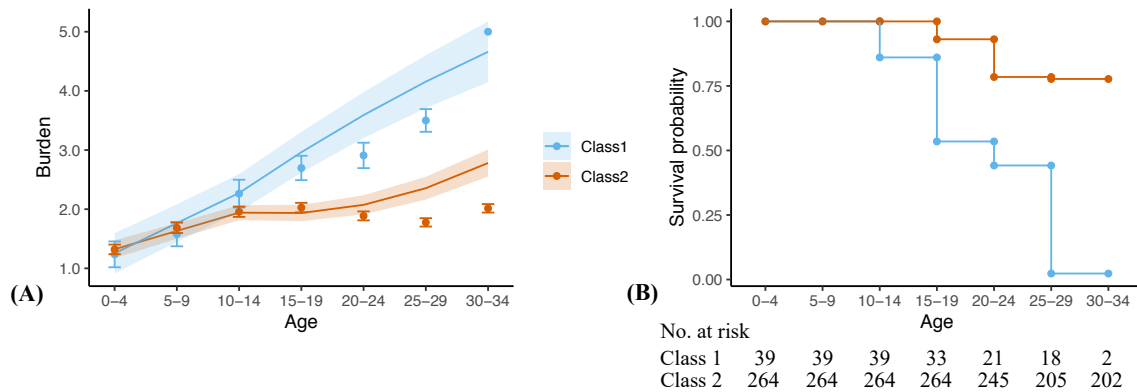 5.0
4.0
3.0
2.0
1.0
Burden
0–4 5–9 10–14 15–19 20–24 25–29 30–34
Age
(A)
Class1
Class2
1.00
0.75
0.50
0.25
0.00
Survival probability
0–4 5–9 10–14 15–19 20–24 25–29 30–34
Age
(B)
No. at risk
Class 1 39 39 39 33 21 18 2
Class 2 264 264 264 264 245 205 202